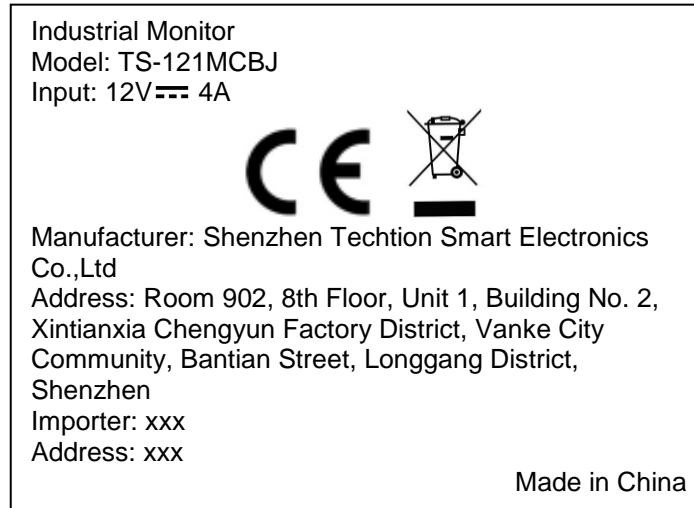 Industrial Monitor
Model: TS-121MCBJ
Input: 12V⎓ 4A
CE
Manufacturer: Shenzhen Techtion Smart Electronics
Co.,Ltd
Address: Room 902, 8th Floor, Unit 1, Building No. 2,
Xintianxia Chengyun Factory District, Vanke City
Community, Bantian Street, Longgang District,
Shenzhen
Importer: xxx
Address: xxx
Made in China